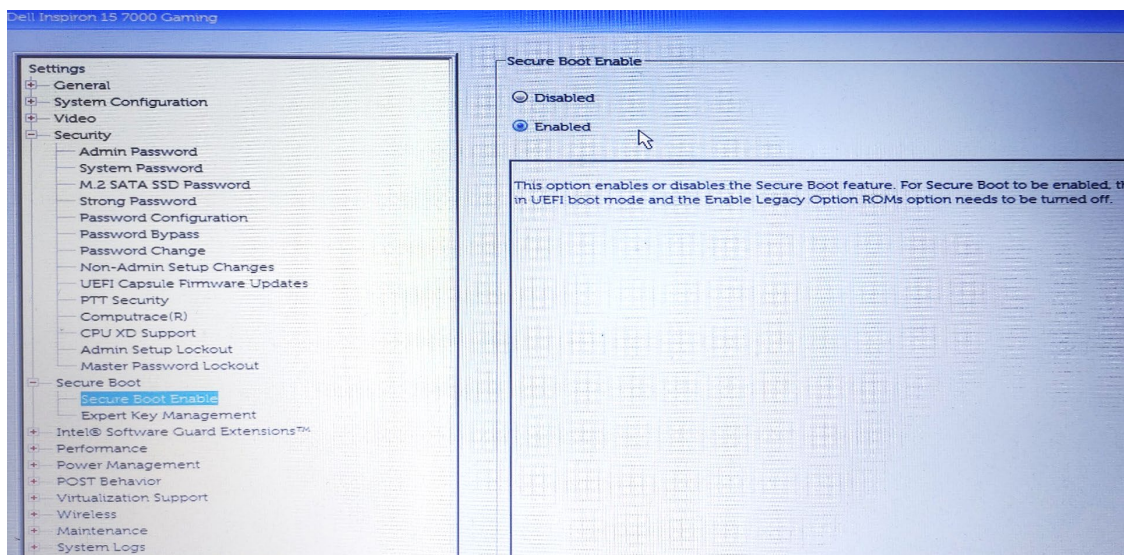 Dell Inspiron 15 7000 Gaming
Settings
General
System Configuration
Video
Security
Admin Password
System Password
M.2 SATA SSD Password
Strong Password
Password Configuration
Password Bypass
Password Change
Non-Admin Setup Changes
UEFI Capsule Firmware Updates
PTT Security
Computrace(R)
CPU XD Support
Admin Setup Lockout
Master Password Lockout
Secure Boot
Secure Boot Enable
Expert Key Management
Intel® Software Guard Extensions™
Performance
Power Management
POST Behavior
Virtualization Support
Wireless
Maintenance
System Logs
Secure Boot Enable
Disabled
Enabled
This option enables or disables the Secure Boot feature. For Secure Boot to be enabled,
in UEFI boot mode and the Enable Legacy Option ROMs option needs to be turned off.